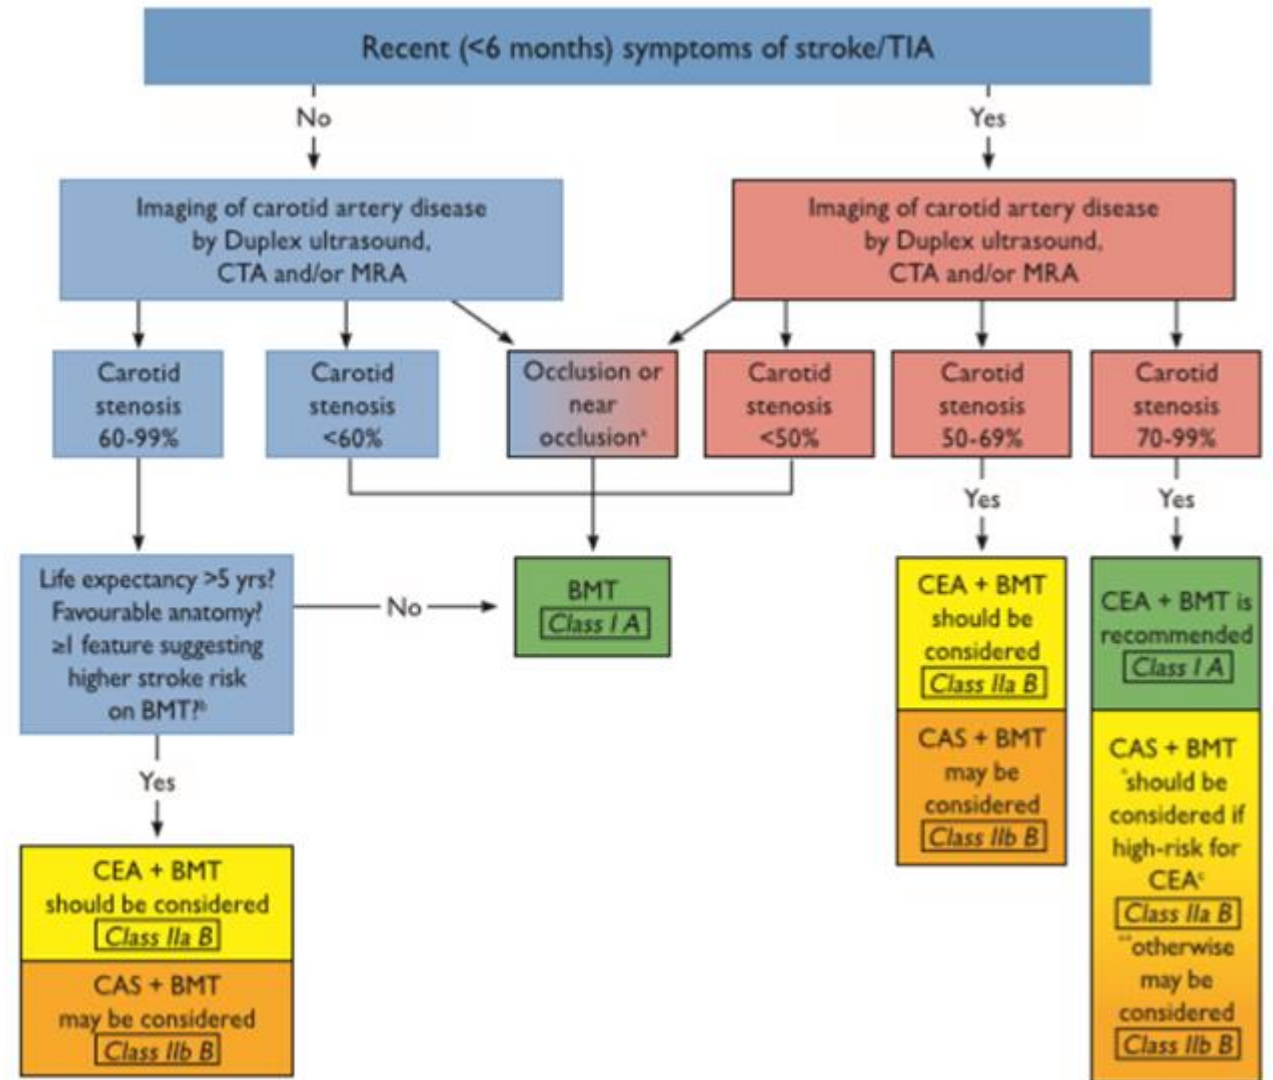 Recent (<6 months) symptoms of stroke/TIA
No
Yes
Imaging of carotid artery disease
by Duplex ultrasound,
CTA and/or MRA
Imaging of carotid artery disease
by Duplex ultrasound,
CTA and/or MRA
Carotid
stenosis
60-99%
Carotid
stenosis
<60%
Occlusion or
near
occlusionᵃ
Carotid
stenosis
<50%
Carotid
stenosis
50-69%
Carotid
stenosis
70-99%
Yes
Yes
Life expectancy >5 yrs?
Favourable anatomy?
≥1 feature suggesting
higher stroke risk
on BMT?ᵇ
No
BMT
Class I A
CEA + BMT
should be
considered
Class IIa B
CAS + BMT
may be
considered
Class IIb B
CEA + BMT is
recommended
Class I A
CAS + BMT
*should be
considered if
high-risk for
CEAᶜ
Class IIa B
**otherwise
may be
considered
Class IIb B
Yes
CEA + BMT
should be considered
Class IIa B
CAS + BMT
may be considered
Class IIb B